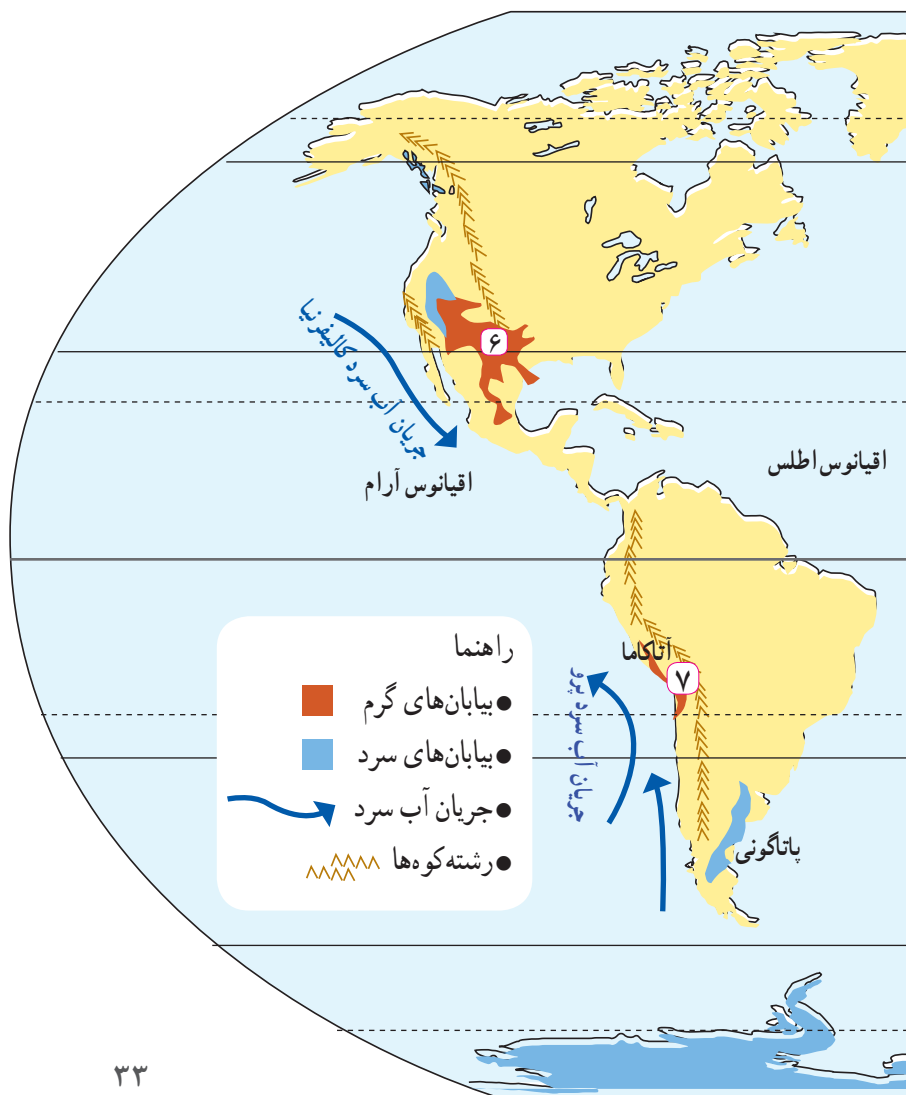 ۶
جریان آب سرد کالیفرنیا
اقیانوس اطلس
اقیانوس آرام
آتاکاما
۷
جریان آب سرد پرو
پاتاگونی
راهنما
● بیابان‌های گرم
● بیابان‌های سرد
● جریان آب سرد
● رشته‌کوه‌ها
۳۳